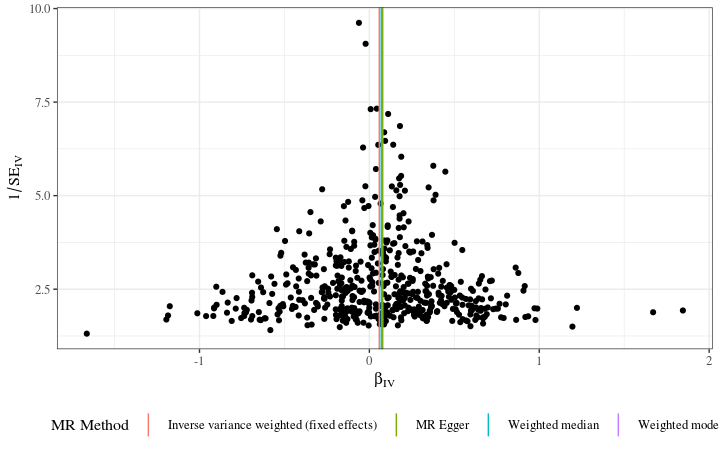 10.0
7.5
5.0
2.5
1/SE_IV
-1 0 1 2
β_IV
MR Method Inverse variance weighted (fixed effects) MR Egger Weighted median Weighted mode